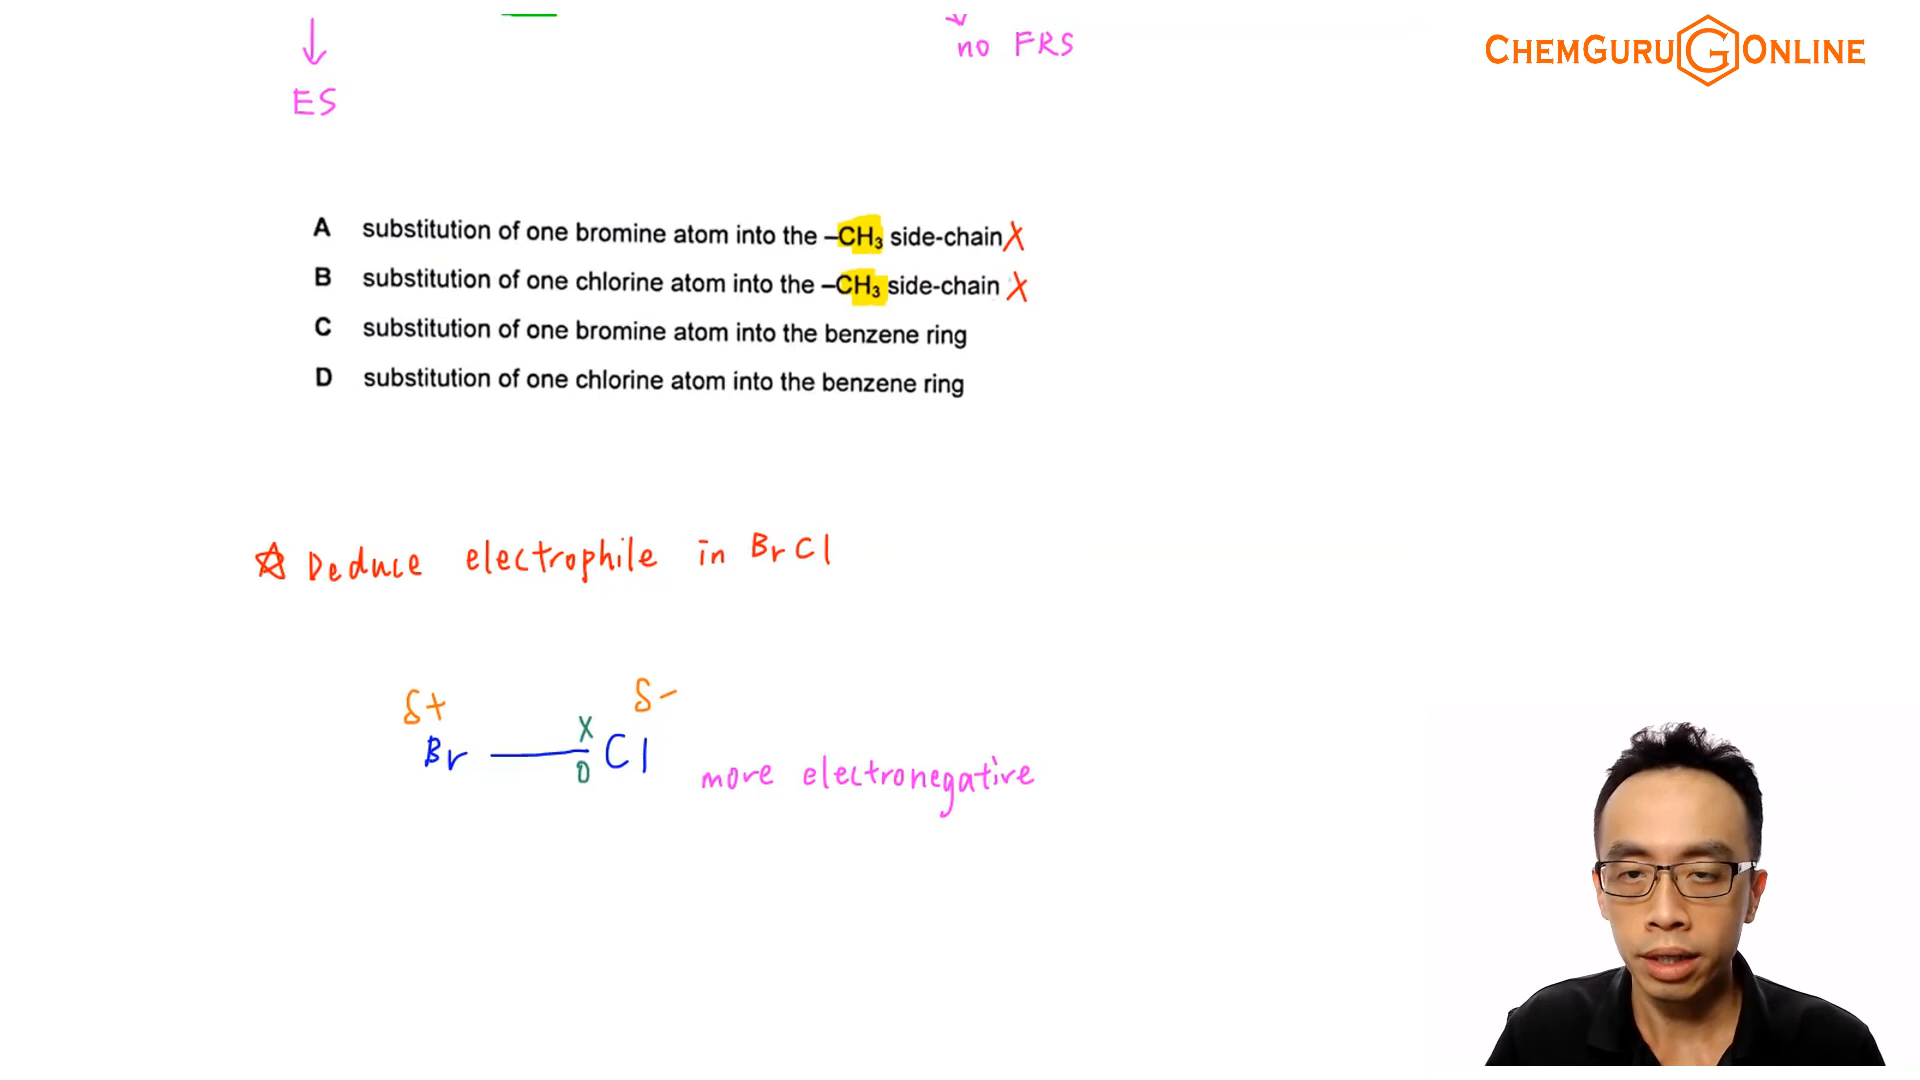 no FRS
CHEMGURU G ONLINE
ES
A substitution of one bromine atom into the –CH₃ side-chain X
B substitution of one chlorine atom into the –CH₃ side-chain X
C substitution of one bromine atom into the benzene ring
D substitution of one chlorine atom into the benzene ring
Deduce electrophile in BrCl
δ+ δ–
X
Br Cl
O
more electronegative